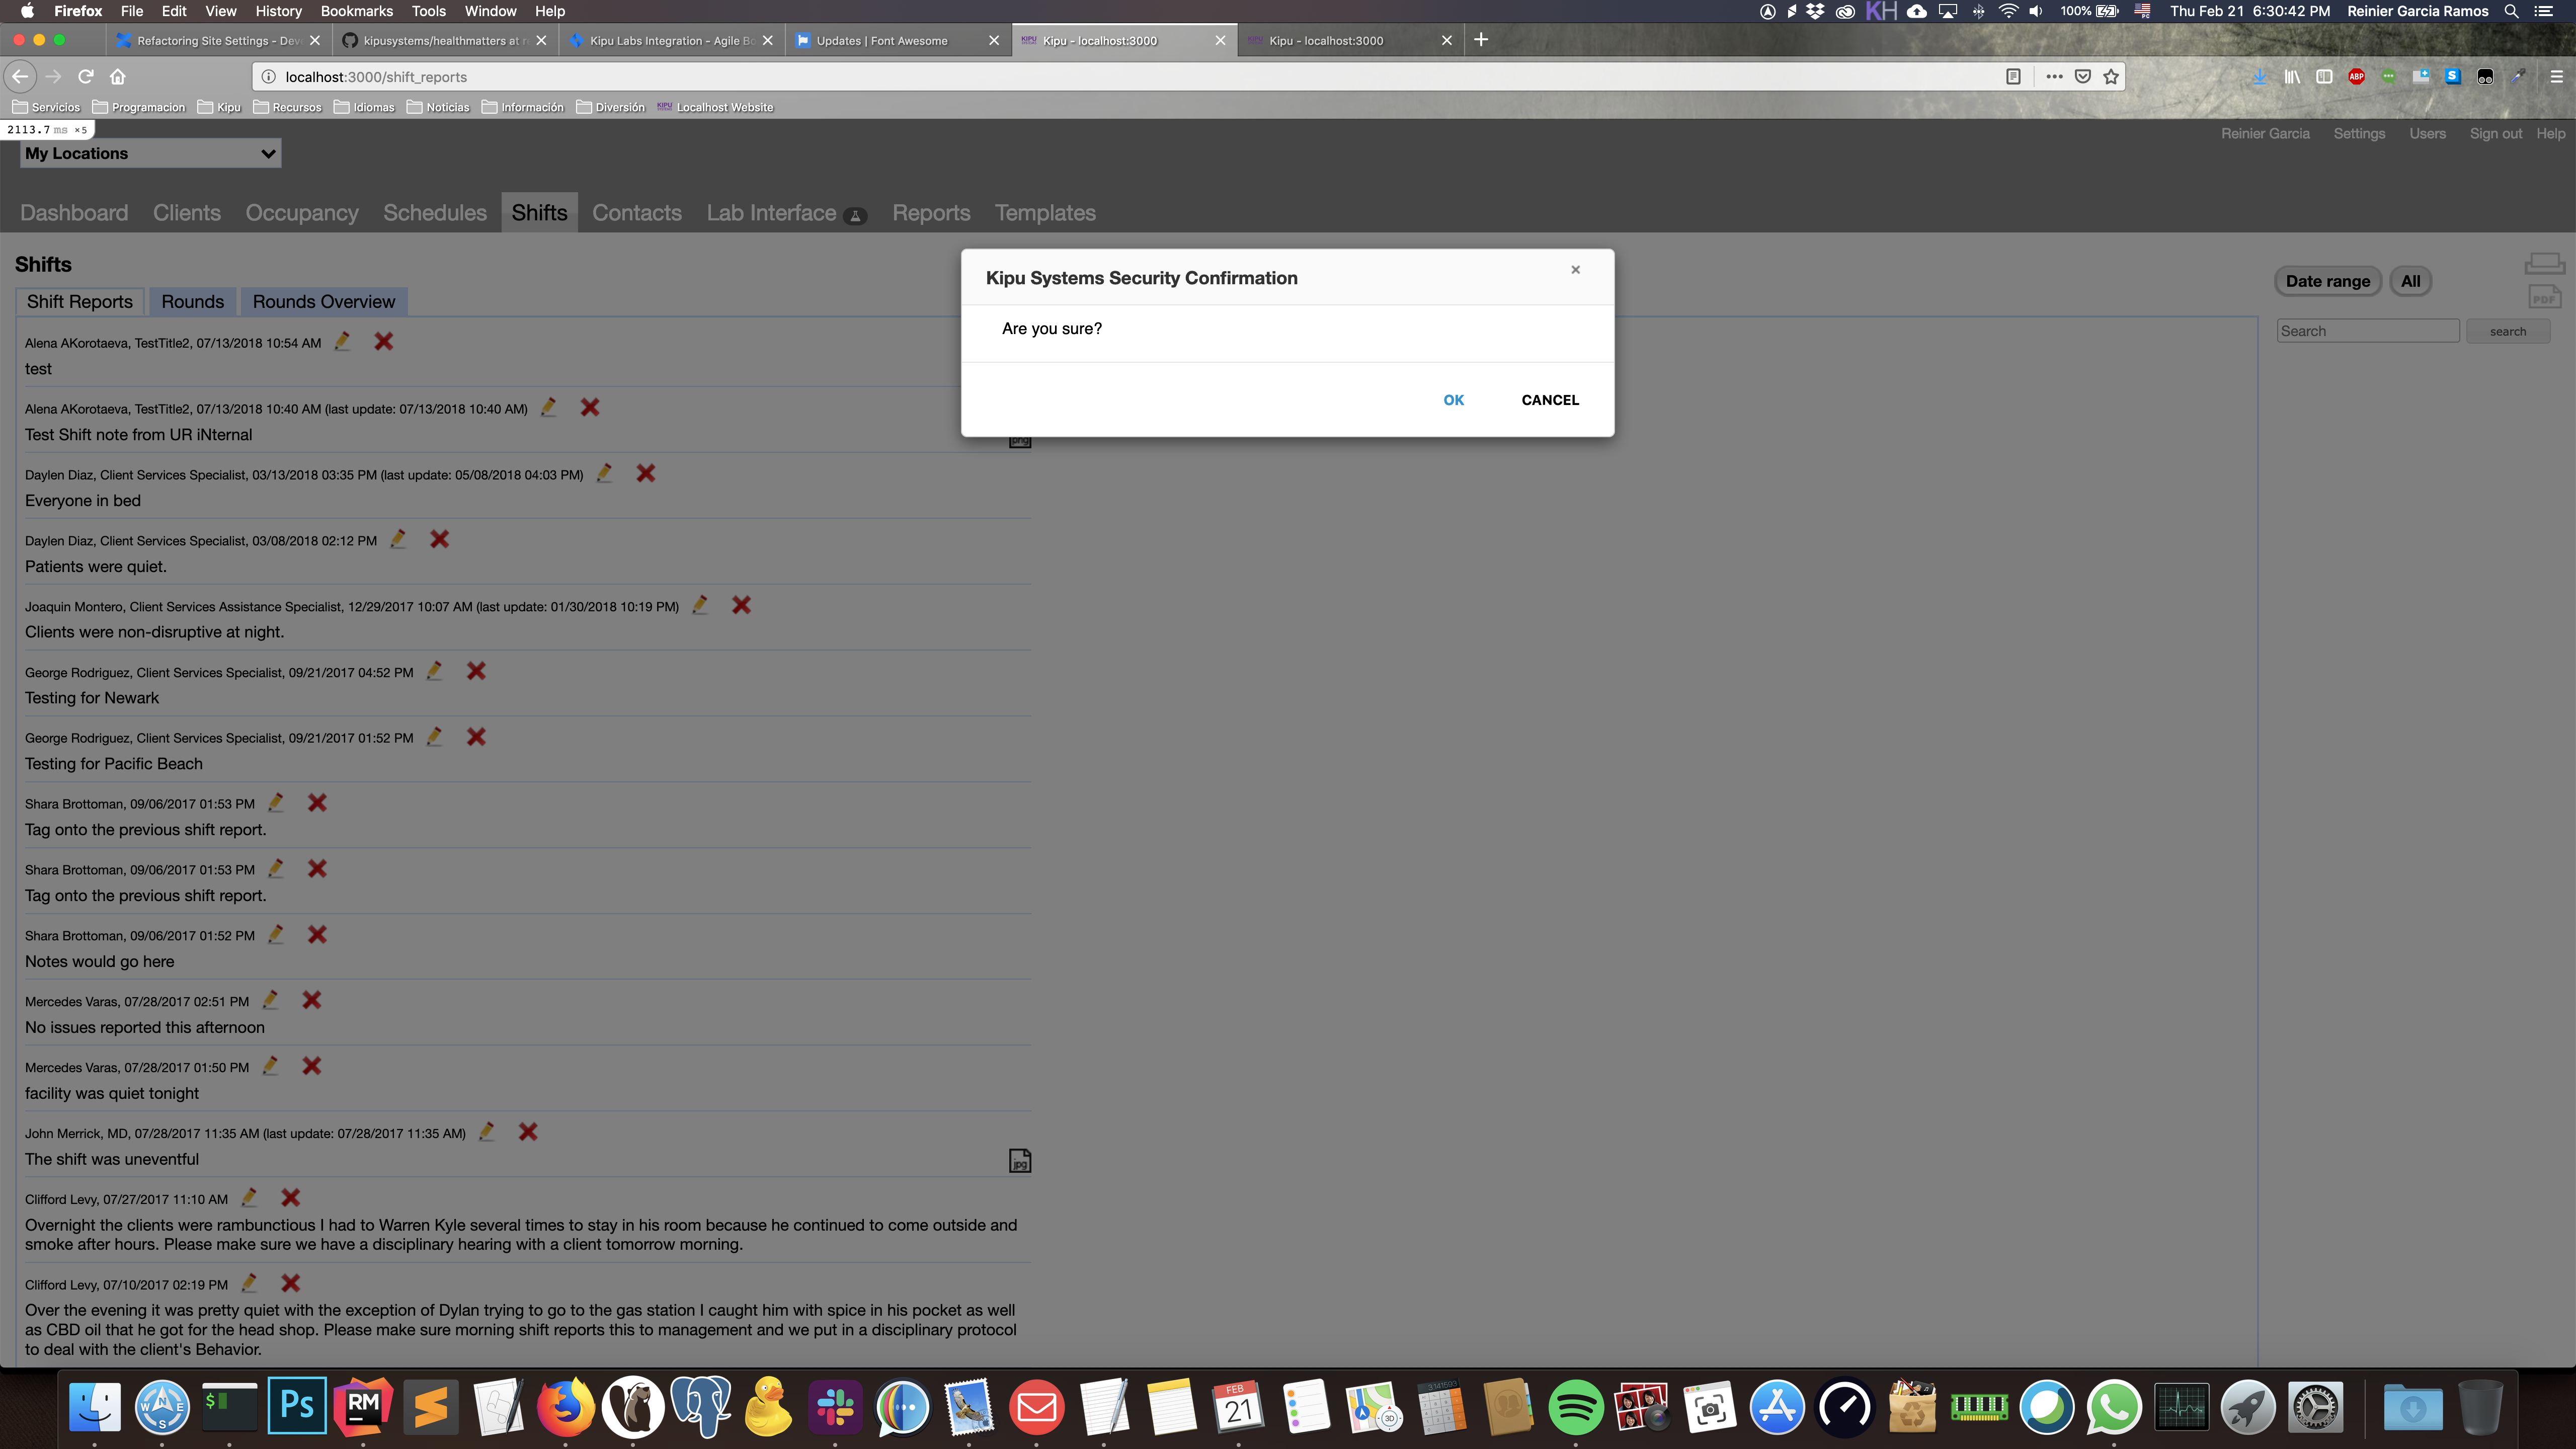 Firefox File Edit View History Bookmarks Tools Window Help
KH 100% Thu Feb 21 6:30:42 PM Reinier Garcia Ramos
Refactoring Site Settings - Dev
kipusystems/healthmatters at r
Kipu Labs Integration - Agile Bo
Updates | Font Awesome
KIPU Kipu - localhost:3000
KIPU Kipu - localhost:3000
localhost:3000/shift_reports
ABP
S
Servicios Programacion Kipu Recursos Idiomas Noticias Información Diversión KIPU Localhost Website
2113.7 ms ×5
Reinier Garcia Settings Users Sign out Help
My Locations
Dashboard Clients Occupancy Schedules Shifts Contacts Lab Interface Reports Templates
Shifts
Shift Reports Rounds Rounds Overview
Kipu Systems Security Confirmation ×
Are you sure?
OK CANCEL
Date range All
PDF
Search search
Alena AKorotaeva, TestTitle2, 07/13/2018 10:54 AM
test
Alena AKorotaeva, TestTitle2, 07/13/2018 10:40 AM (last update: 07/13/2018 10:40 AM)
Test Shift note from UR iNternal
png
Daylen Diaz, Client Services Specialist, 03/13/2018 03:35 PM (last update: 05/08/2018 04:03 PM)
Everyone in bed
Daylen Diaz, Client Services Specialist, 03/08/2018 02:12 PM
Patients were quiet.
Joaquin Montero, Client Services Assistance Specialist, 12/29/2017 10:07 AM (last update: 01/30/2018 10:19 PM)
Clients were non-disruptive at night.
George Rodriguez, Client Services Specialist, 09/21/2017 04:52 PM
Testing for Newark
George Rodriguez, Client Services Specialist, 09/21/2017 01:52 PM
Testing for Pacific Beach
Shara Brottoman, 09/06/2017 01:53 PM
Tag onto the previous shift report.
Shara Brottoman, 09/06/2017 01:53 PM
Tag onto the previous shift report.
Shara Brottoman, 09/06/2017 01:52 PM
Notes would go here
Mercedes Varas, 07/28/2017 02:51 PM
No issues reported this afternoon
Mercedes Varas, 07/28/2017 01:50 PM
facility was quiet tonight
John Merrick, MD, 07/28/2017 11:35 AM (last update: 07/28/2017 11:35 AM)
The shift was uneventful
jpg
Clifford Levy, 07/27/2017 11:10 AM
Overnight the clients were rambunctious I had to Warren Kyle several times to stay in his room because he continued to come outside and
smoke after hours. Please make sure we have a disciplinary hearing with a client tomorrow morning.
Clifford Levy, 07/10/2017 02:19 PM
Over the evening it was pretty quiet with the exception of Dylan trying to go to the gas station I caught him with spice in his pocket as well
as CBD oil that he got for the head shop. Please make sure morning shift reports this to management and we put in a disciplinary protocol
to deal with the client's Behavior.
N W E S $ Ps RM FEB 21 3D